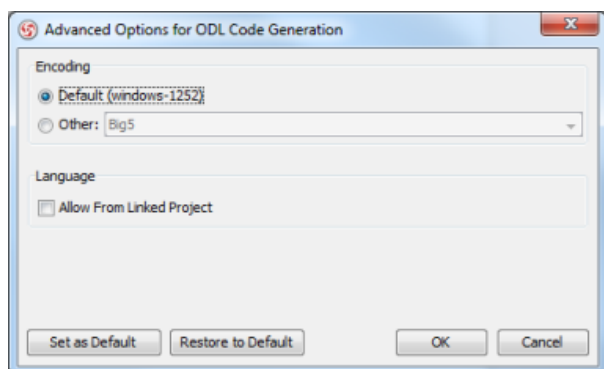 Advanced Options for ODL Code Generation
Encoding
Default (windows-1252)
Other: Big5
Language
Allow From Linked Project
Set as Default Restore to Default OK Cancel